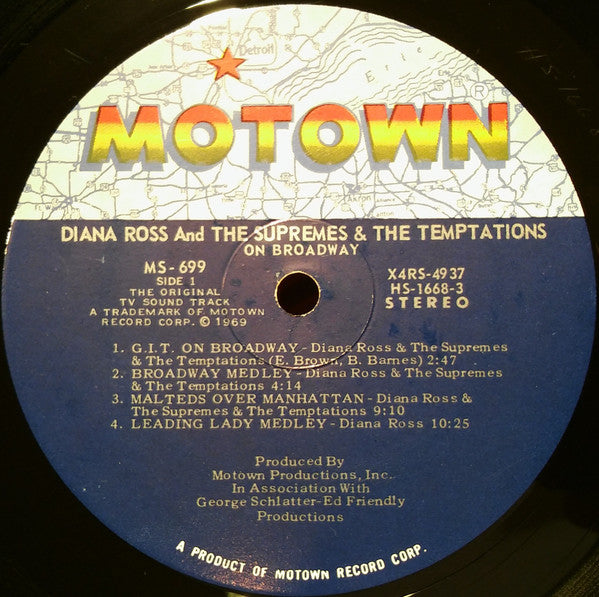 Detroit
Erie
MOTOWN®
AKRON
DIANA ROSS And THE SUPREMES & THE TEMPTATIONS
ON BROADWAY
MS-699
SIDE 1
THE ORIGINAL
TV SOUND TRACK
A TRADEMARK OF MOTOWN
RECORD CORP. © 1969
X4RS-4937
HS-1668-3
STEREO
1. G.I.T. ON BROADWAY - Diana Ross & The Supremes
& The Temptations (E. Brown, B. Barnes) 2:47
2. BROADWAY MEDLEY - Diana Ross & The Supremes
& The Temptations 4:14
3. MALTEDS OVER MANHATTAN - Diana Ross &
The Supremes & The Temptations 9:10
4. LEADING LADY MEDLEY - Diana Ross 10:25
Produced By
Motown Productions, Inc.
In Association With
George Schlatter-Ed Friendly
Productions
A PRODUCT OF MOTOWN RECORD CORP.